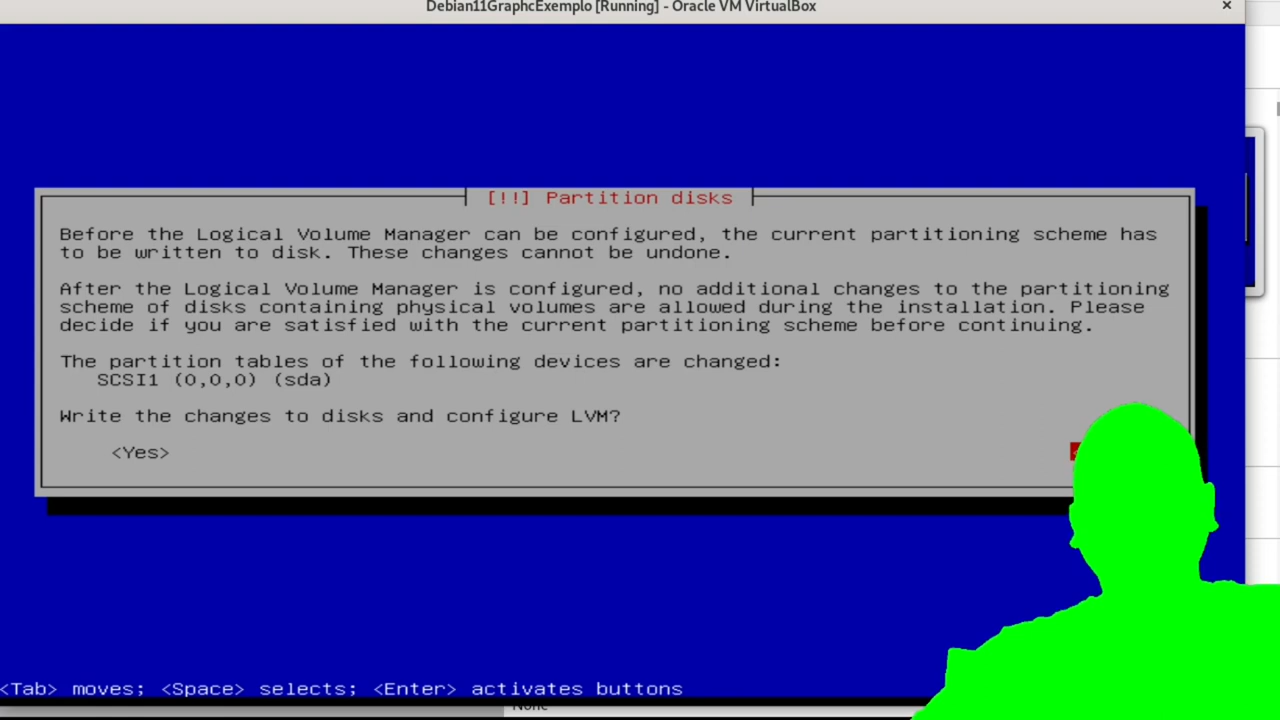 Debian11GraphcExemplo [Running] - Oracle VM VirtualBox
×
[!!] Partition disks
Before the Logical Volume Manager can be configured, the current partitioning scheme has
to be written to disk. These changes cannot be undone.
After the Logical Volume Manager is configured, no additional changes to the partitioning
scheme of disks containing physical volumes are allowed during the installation. Please
decide if you are satisfied with the current partitioning scheme before continuing.
The partition tables of the following devices are changed:
SCSI1 (0,0,0) (sda)
Write the changes to disks and configure LVM?
<Yes>
<Tab> moves; <Space> selects; <Enter> activates buttons
None